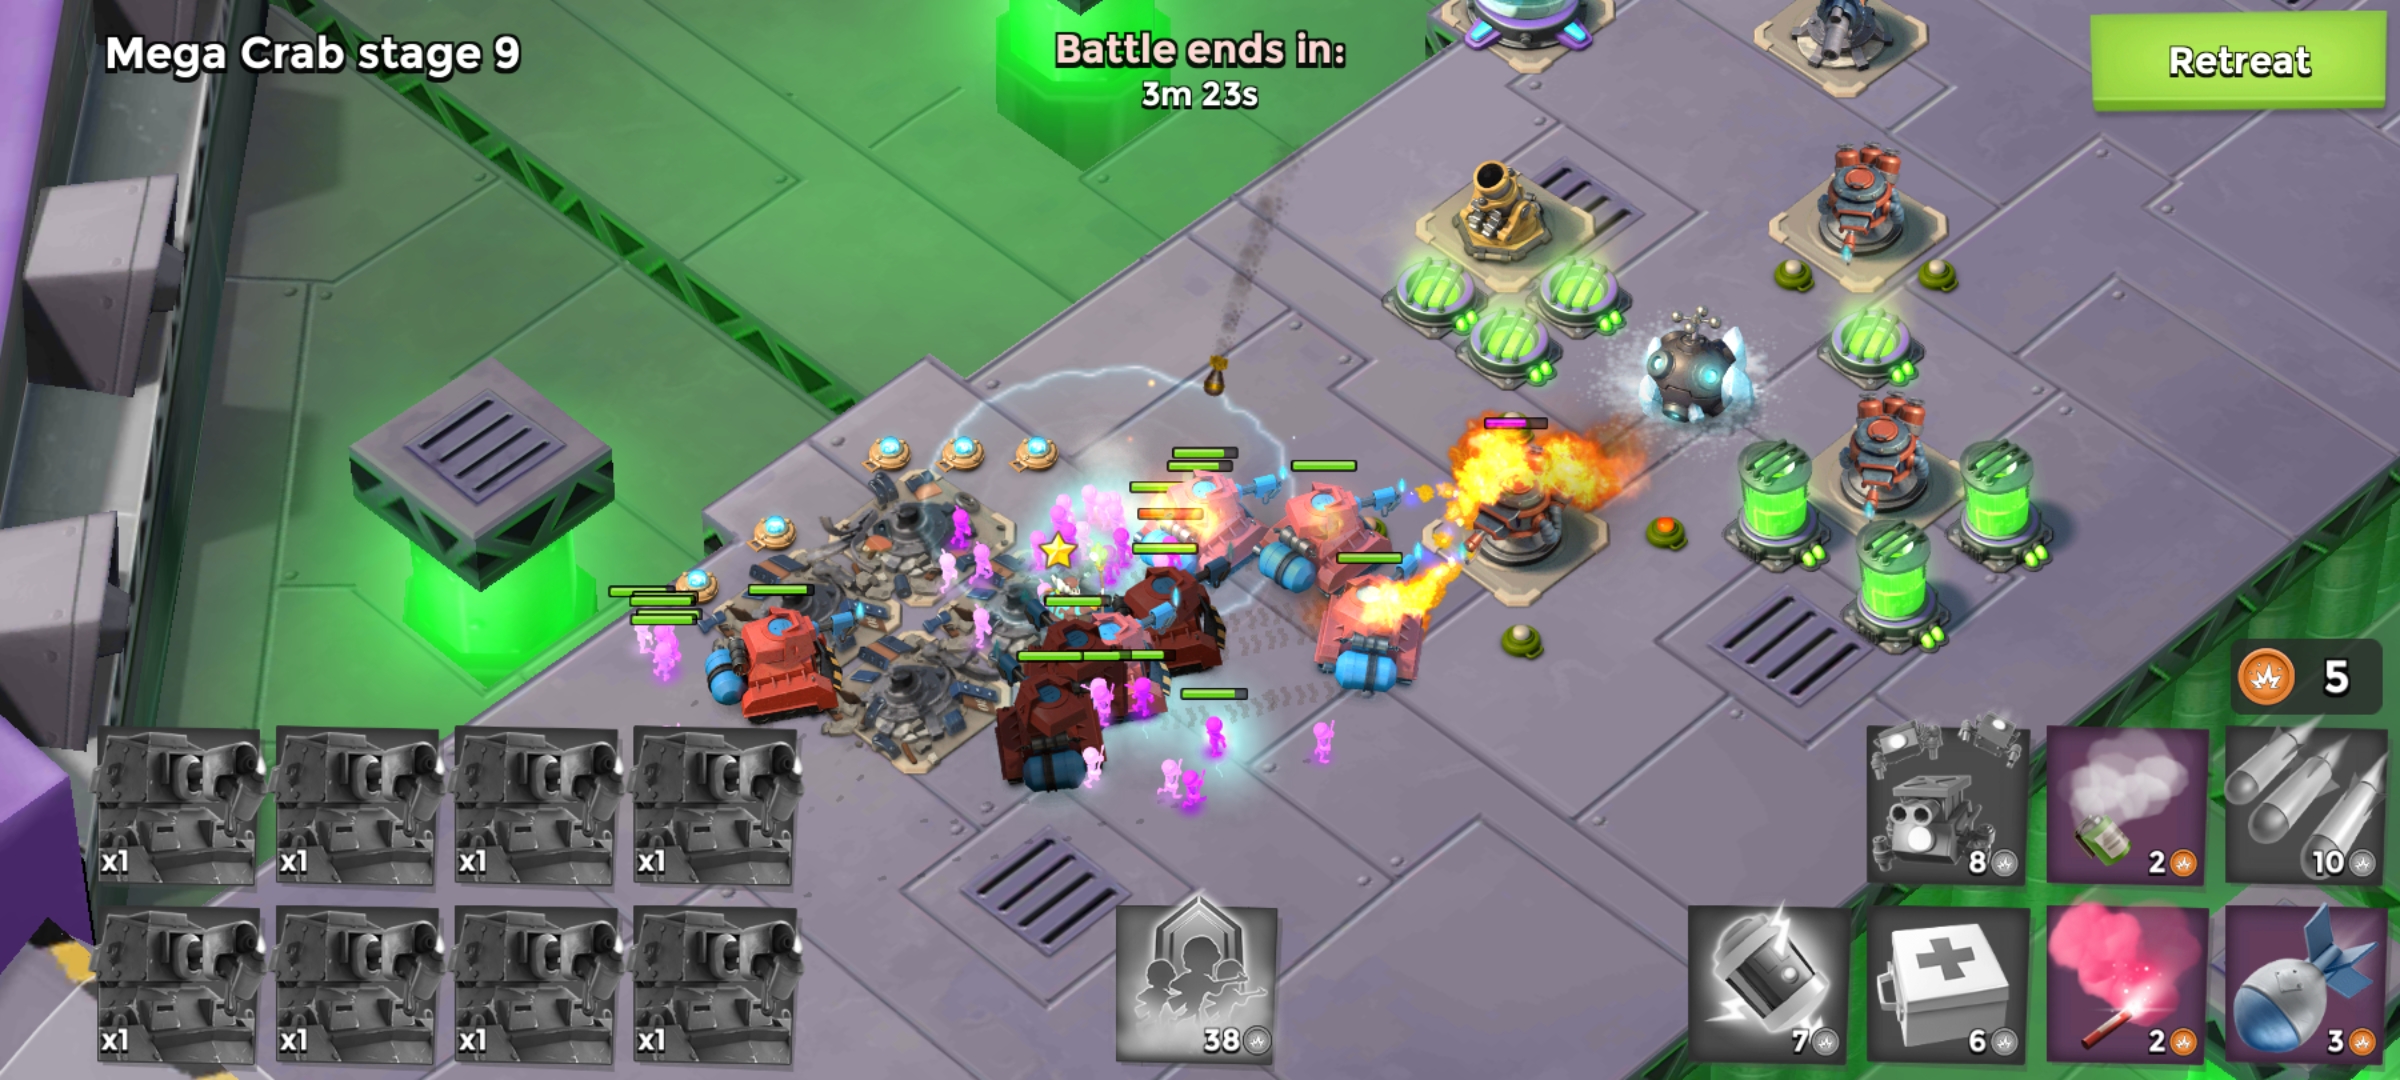 Mega Crab stage 9
Battle ends in:
3m 23s
Retreat
5
x1
x1
x1
x1
8
2
10
x1
x1
x1
x1
38
7
6
2
3